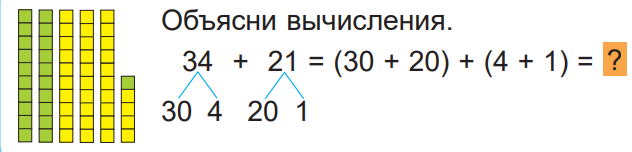 Объясни вычисления.
34 + 21 = (30 + 20) + (4 + 1) = ?
30 4 20 1